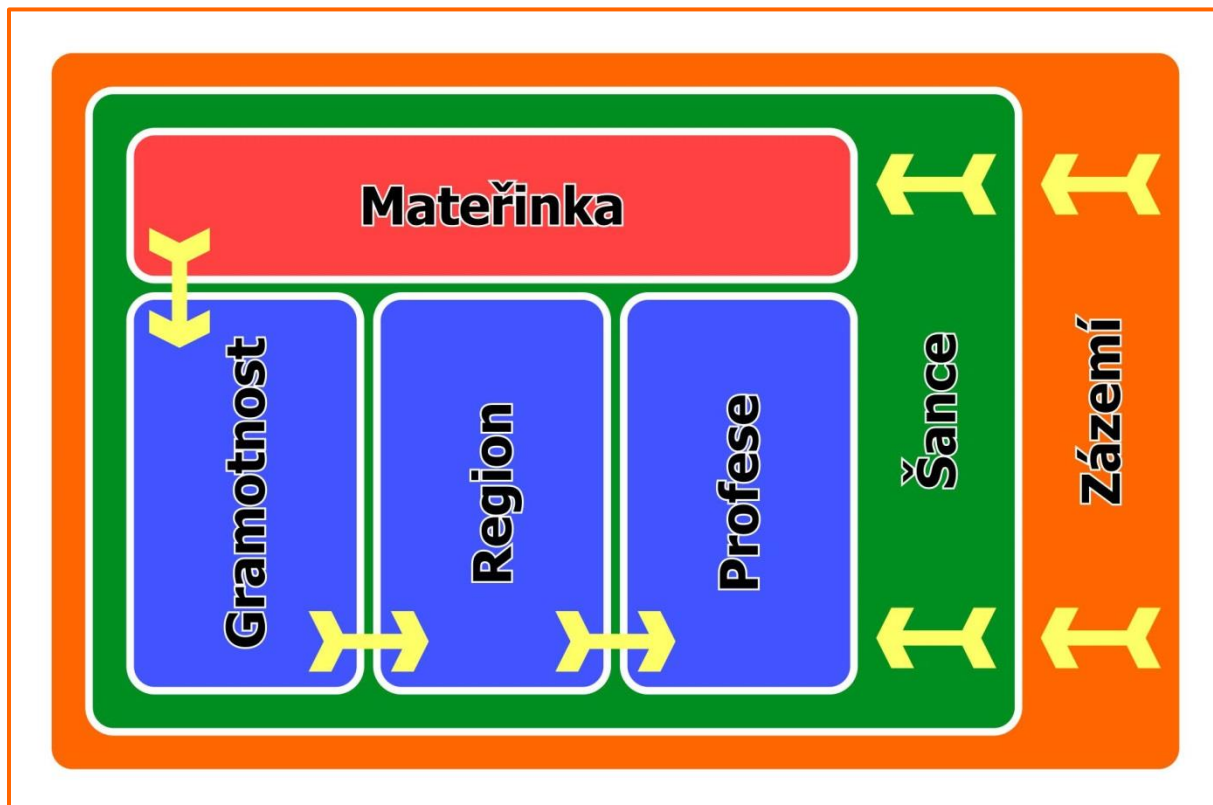 Mateřinka
Gramotnost
Region
Profese
Šance
Zázemí